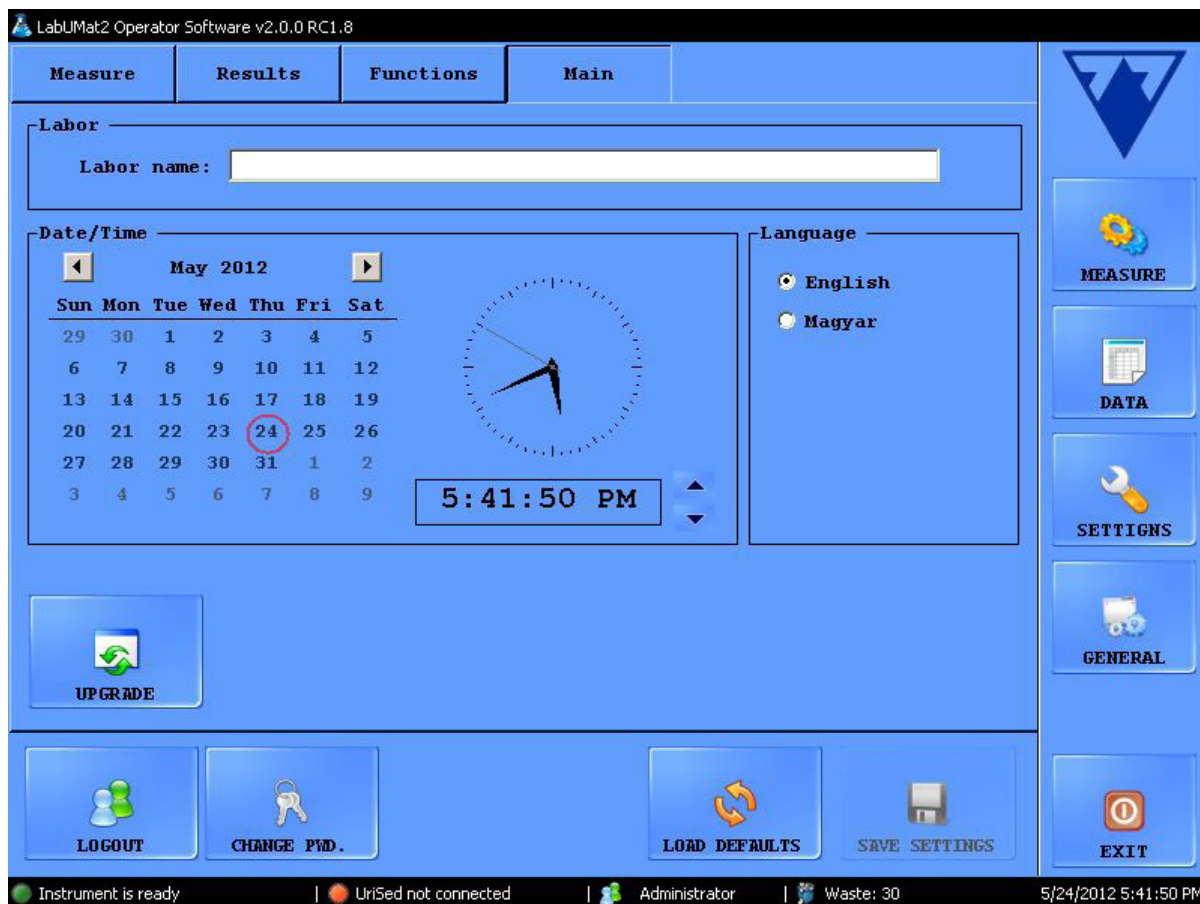 LabUMat2 Operator Software v2.0.0 RC1.8
Measure Results Functions Main
Labor
Labor name:
Date/Time
May 2012
Sun Mon Tue Wed Thu Fri Sat
29 30 1 2 3 4 5
6 7 8 9 10 11 12
13 14 15 16 17 18 19
20 21 22 23 24 25 26
27 28 29 30 31 1 2
3 4 5 6 7 8 9
5:41:50 PM
Language
English
Magyar
UPGRADE
LOGOUT
CHANGE PWD.
LOAD DEFAULTS
SAVE SETTINGS
MEASURE
DATA
SETTIGNS
GENERAL
EXIT
Instrument is ready | UriSed not connected | Administrator | Waste: 30 5/24/2012 5:41:50 PM